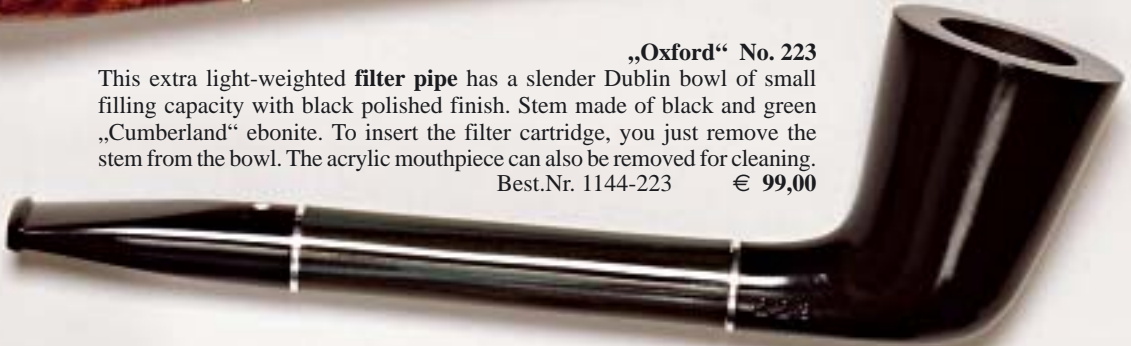 „Oxford“ No. 223
This extra light-weighted filter pipe has a slender Dublin bowl of small
filling capacity with black polished finish. Stem made of black and green
„Cumberland“ ebonite. To insert the filter cartridge, you just remove the
stem from the bowl. The acrylic mouthpiece can also be removed for cleaning.
Best.Nr. 1144-223 € 99,00